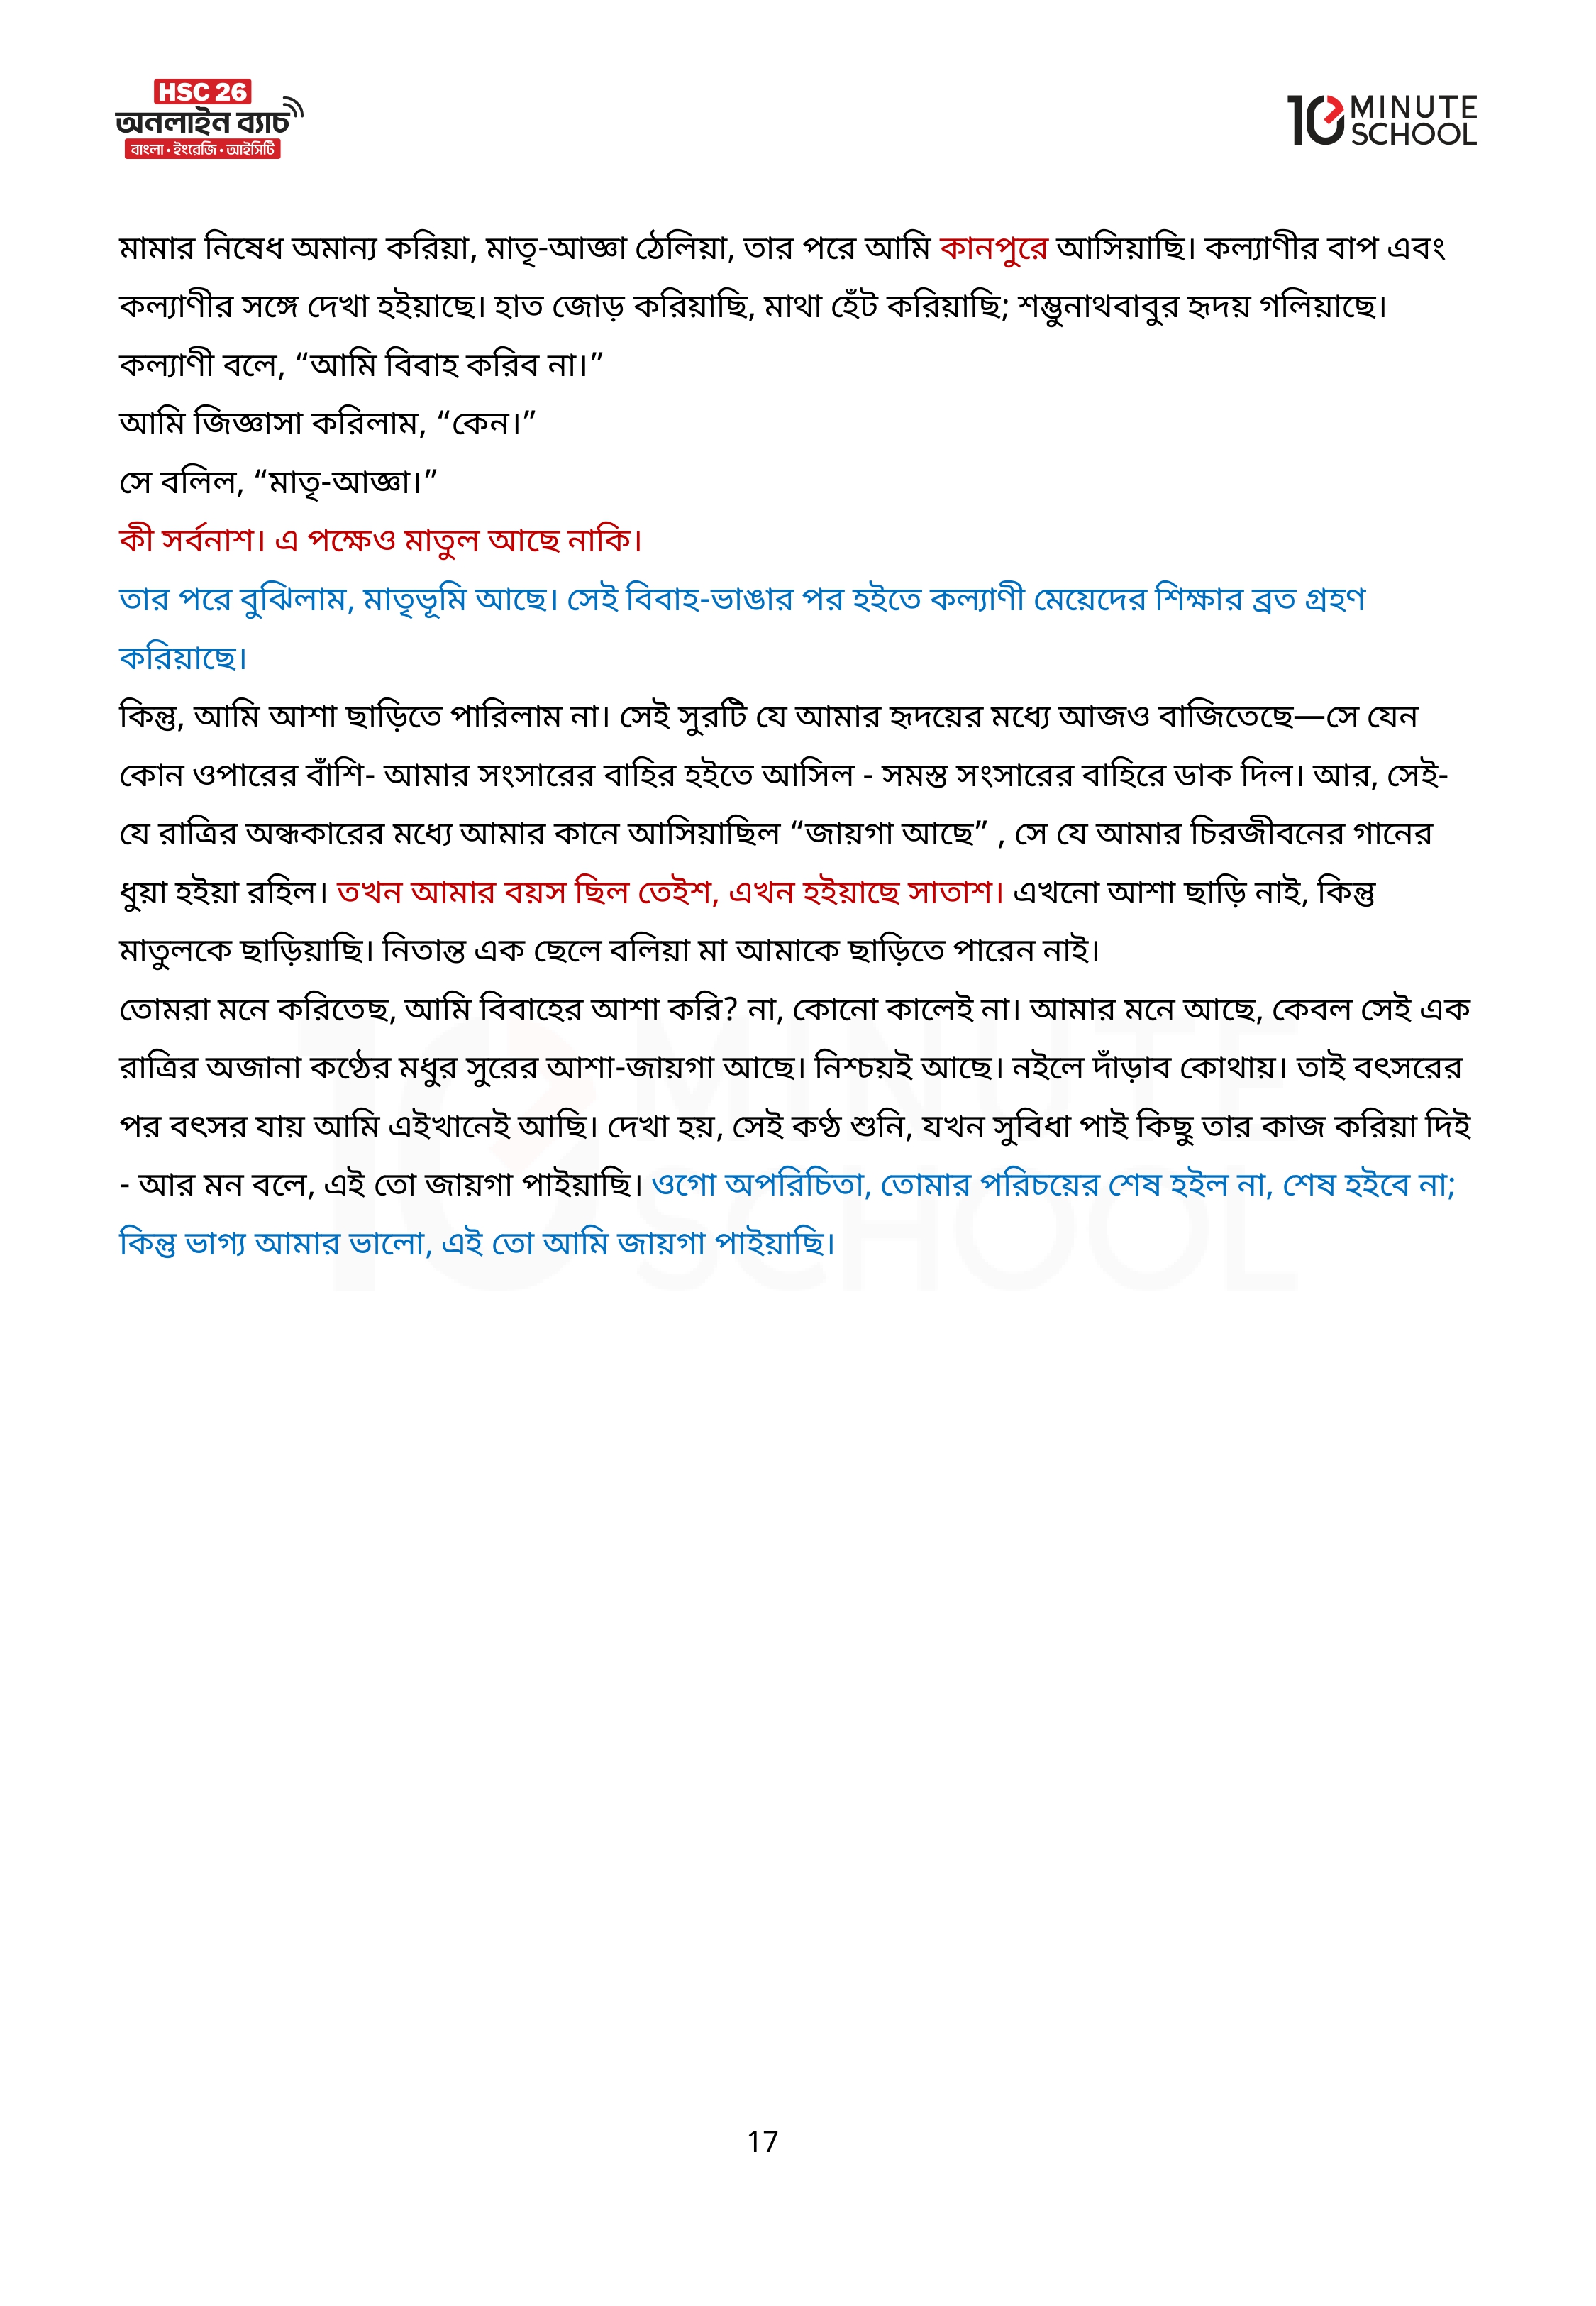 HSC 26
অনলাইন ব্যাচ
বাংলা • ইংরেজি • আইসিটি
10 MINUTE SCHOOL
মামার নিষেধ অমান্য করিয়া, মাতৃ-আজ্ঞা ঠেলিয়া, তার পরে আমি কানপুরে আসিয়াছি। কল্যাণীর বাপ এবং
কল্যাণীর সঙ্গে দেখা হইয়াছে। হাত জোড় করিয়াছি, মাথা হেঁট করিয়াছি; শম্ভুনাথবাবুর হৃদয় গলিয়াছে।
কল্যাণী বলে, “আমি বিবাহ করিব না।”
আমি জিজ্ঞাসা করিলাম, “কেন।”
সে বলিল, “মাতৃ-আজ্ঞা।”
কী সর্বনাশ। এ পক্ষেও মাতুল আছে নাকি।
তার পরে বুঝিলাম, মাতৃভূমি আছে। সেই বিবাহ-ভাঙার পর হইতে কল্যাণী মেয়েদের শিক্ষার ব্রত গ্রহণ
করিয়াছে।
কিন্তু, আমি আশা ছাড়িতে পারিলাম না। সেই সুরটি যে আমার হৃদয়ের মধ্যে আজও বাজিতেছে—সে যেন
কোন ওপারের বাঁশি- আমার সংসারের বাহির হইতে আসিল - সমস্ত সংসারের বাহিরে ডাক দিল। আর, সেই-
যে রাত্রির অন্ধকারের মধ্যে আমার কানে আসিয়াছিল “জায়গা আছে” , সে যে আমার চিরজীবনের গানের
ধুয়া হইয়া রহিল। তখন আমার বয়স ছিল তেইশ, এখন হইয়াছে সাতাশ। এখনো আশা ছাড়ি নাই, কিন্তু
মাতুলকে ছাড়িয়াছি। নিতান্ত এক ছেলে বলিয়া মা আমাকে ছাড়িতে পারেন নাই।
তোমরা মনে করিতেছ, আমি বিবাহের আশা করি? না, কোনো কালেই না। আমার মনে আছে, কেবল সেই এক
রাত্রির অজানা কণ্ঠের মধুর সুরের আশা-জায়গা আছে। নিশ্চয়ই আছে। নইলে দাঁড়াব কোথায়। তাই বৎসরের
পর বৎসর যায় আমি এইখানেই আছি। দেখা হয়, সেই কণ্ঠ শুনি, যখন সুবিধা পাই কিছু তার কাজ করিয়া দিই
- আর মন বলে, এই তো জায়গা পাইয়াছি। ওগো অপরিচিতা, তোমার পরিচয়ের শেষ হইল না, শেষ হইবে না;
কিন্তু ভাগ্য আমার ভালো, এই তো আমি জায়গা পাইয়াছি।
17